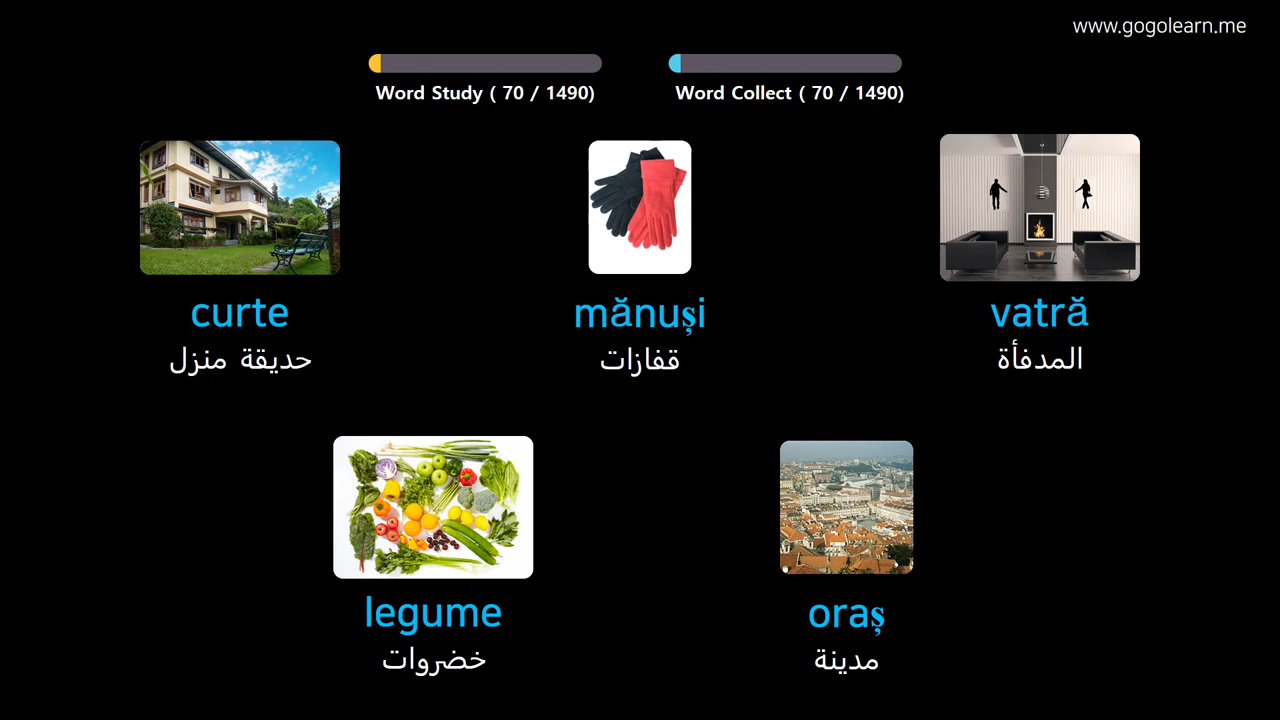 www.gogolearn.me
Word Study ( 70 / 1490)
Word Collect ( 70 / 1490)
curte
حديقة منزل
mănuși
قفازات
vatră
المدفأة
legume
خضروات
oraș
مدينة